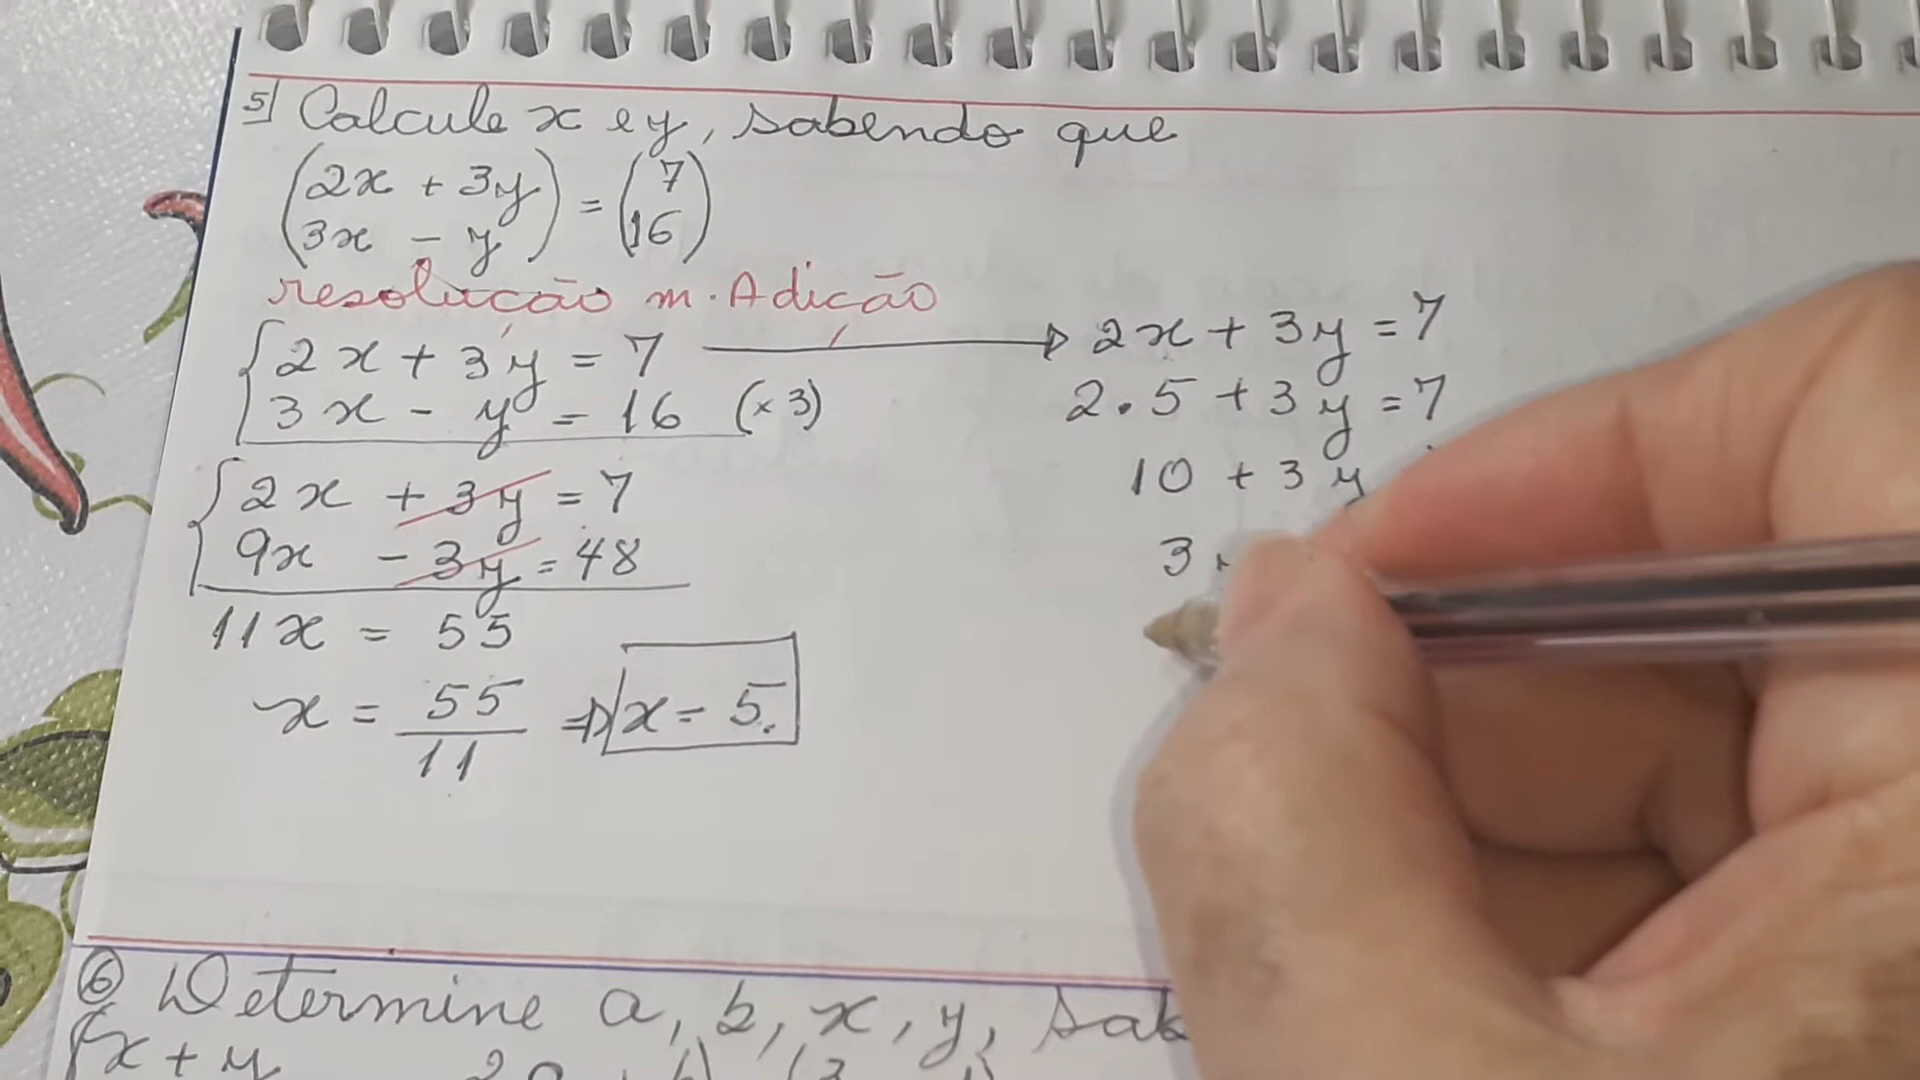 5) Calcule x e y, sabendo que
(2x + 3y) = (7)
(3x - y) (16)
resolução m. Adição
{2x + 3y = 7
3x - y = 16 (x 3)
{2x + 3y = 7
9x - 3y = 48
11x = 55
x = 55/11 ⇒ x = 5.
2x + 3y = 7
2.5 + 3y = 7
10 + 3y
3
6) Determine a, b, x, y,
x + y